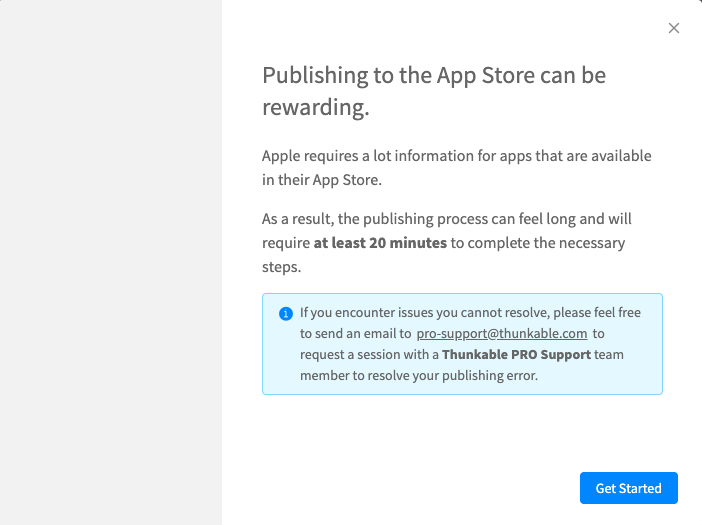 Publishing to the App Store can be
rewarding.
Apple requires a lot information for apps that are available
in their App Store.
As a result, the publishing process can feel long and will
require at least 20 minutes to complete the necessary
steps.
If you encounter issues you cannot resolve, please feel free
to send an email to pro-support@thunkable.com to
request a session with a Thunkable PRO Support team
member to resolve your publishing error.
Get Started